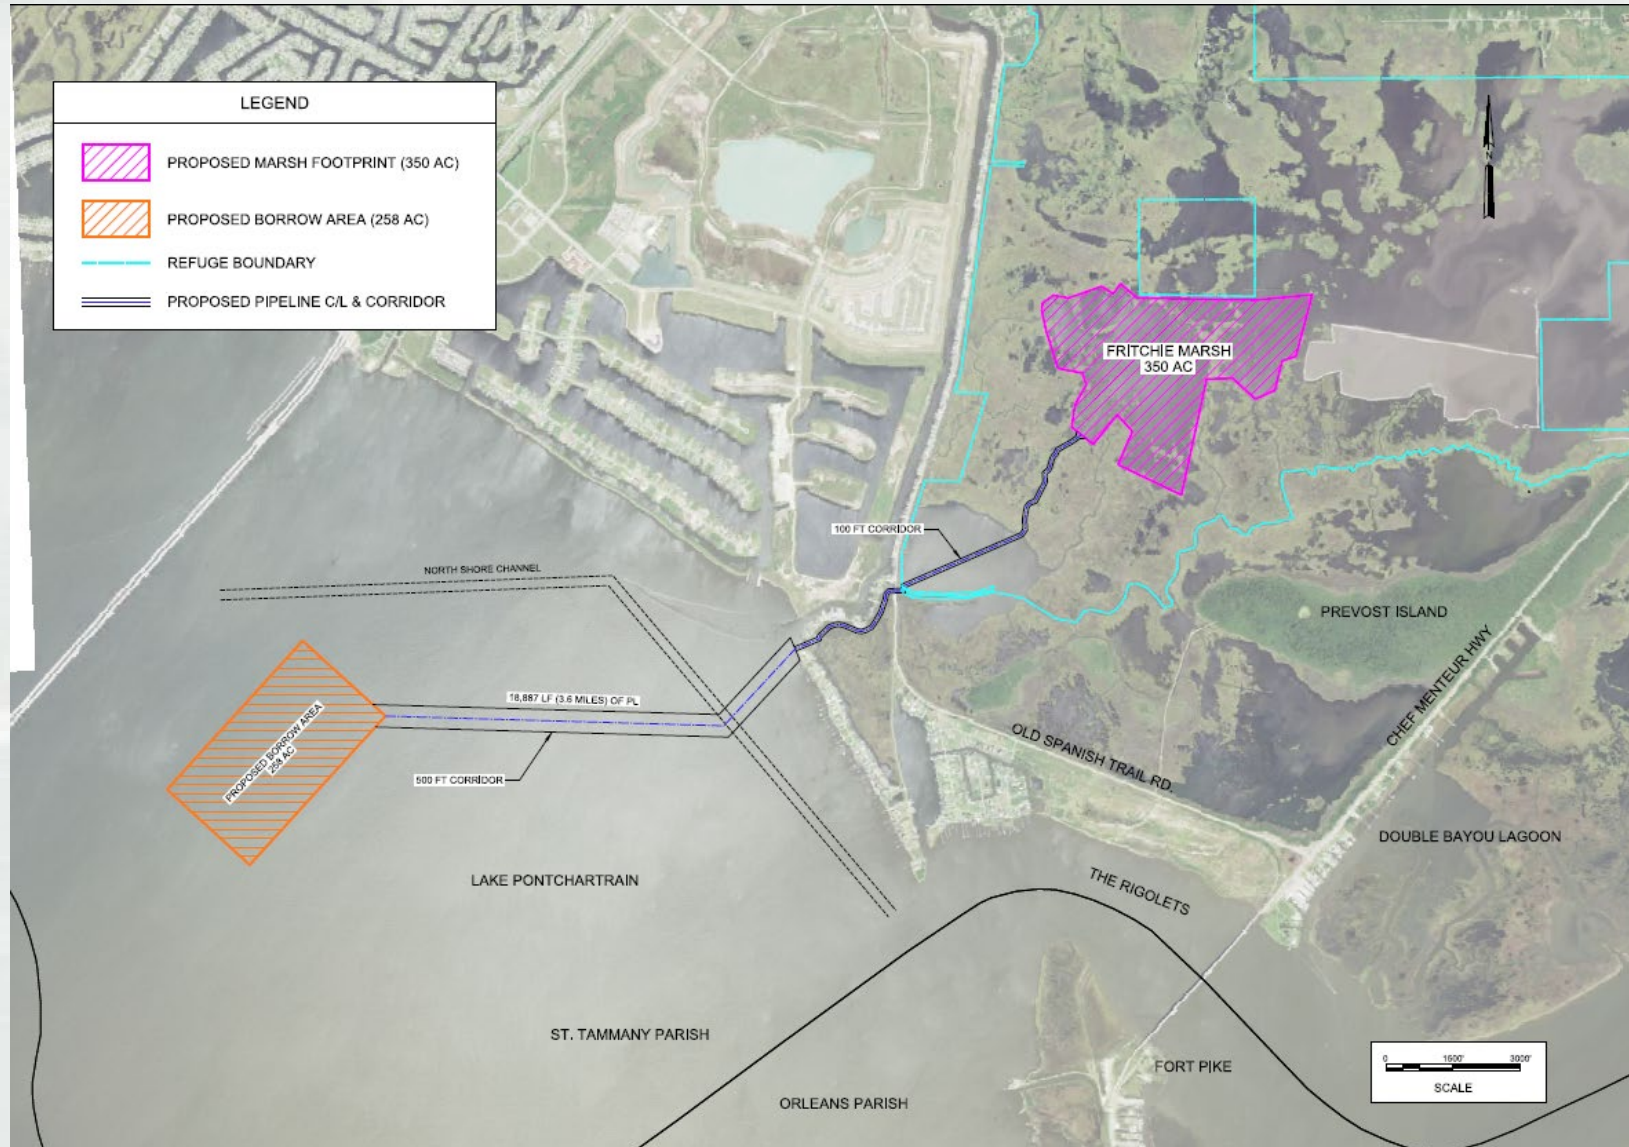 LEGEND
PROPOSED MARSH FOOTPRINT (350 AC)
PROPOSED BORROW AREA (258 AC)
REFUGE BOUNDARY
PROPOSED PIPELINE C/L & CORRIDOR
N
FRITCHIE MARSH
350 AC
100 FT CORRIDOR
NORTH SHORE CHANNEL
PREVOST ISLAND
CHEF MENTEUR HWY
18,887 LF (3.6 MILES) OF PL
PROPOSED BORROW AREA
258 AC
500 FT CORRIDOR
OLD SPANISH TRAIL RD.
DOUBLE BAYOU LAGOON
LAKE PONTCHARTRAIN
THE RIGOLETS
ST. TAMMANY PARISH
FORT PIKE
ORLEANS PARISH
0 1500' 3000'
SCALE